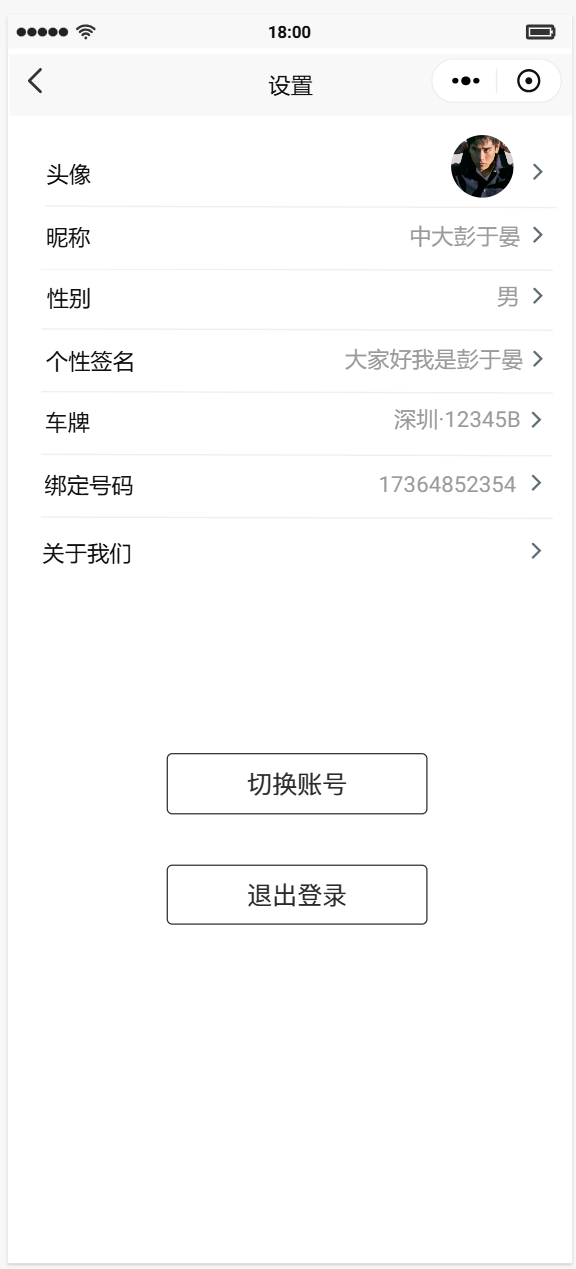 18:00
设置
头像
昵称 中大彭于晏
性别 男
个性签名 大家好我是彭于晏
车牌 深圳·12345B
绑定号码 17364852354
关于我们
切换账号
退出登录